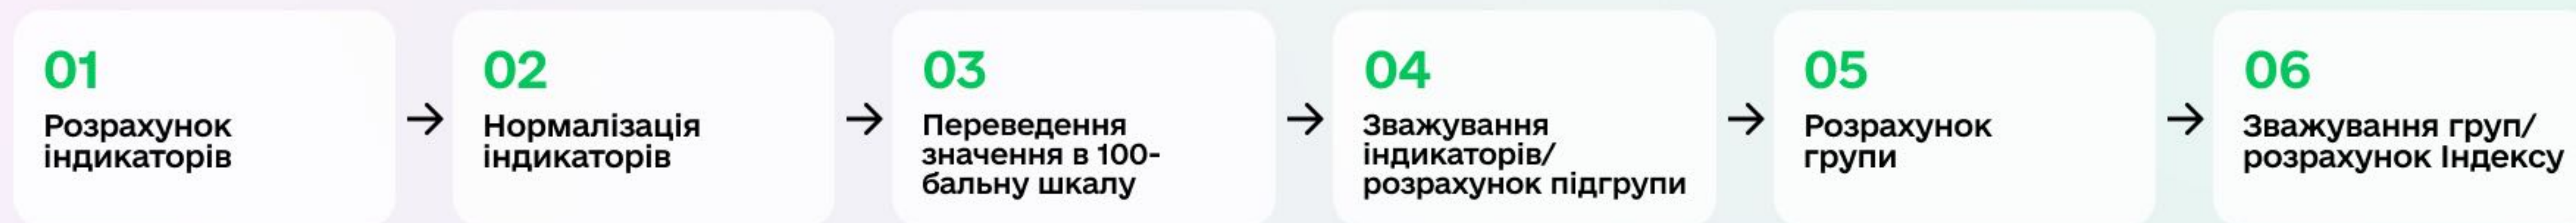 01
Розрахунок
індикаторів
02
Нормалізація
індикаторів
03
Переведення
значення в 100-
бальну шкалу
04
Зважування
індикаторів/
розрахунок підгрупи
05
Розрахунок
групи
06
Зважування груп/
розрахунок Індексу